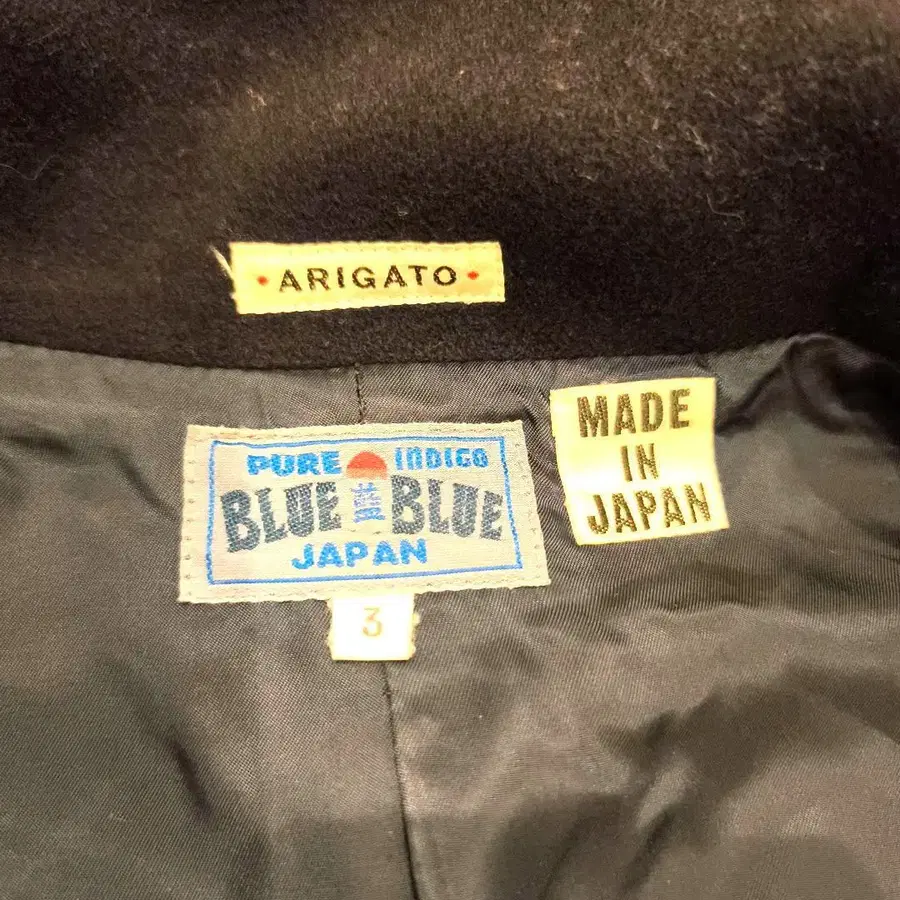 • ARIGATO •
PURE INDIGO
BLUE BLUE
JAPAN
3
MADE
IN
JAPAN